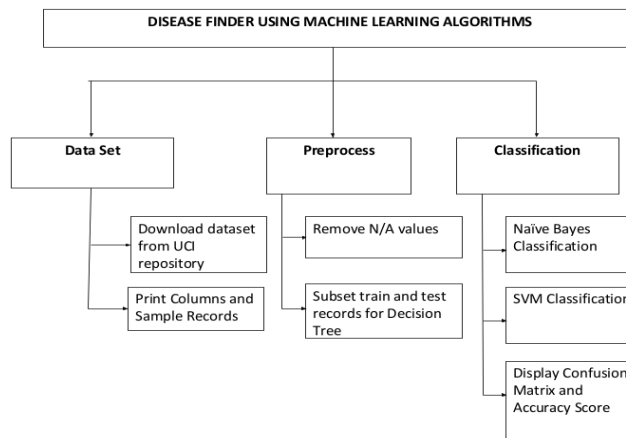 DISEASE FINDER USING MACHINE LEARNING ALGORITHMS
Data Set
Preprocess
Classification
Download dataset
from UCI
repository
Print Columns and
Sample Records
Remove N/A values
Subset train and test
records for Decision
Tree
Naïve Bayes
Classification
SVM Classification
Display Confusion
Matrix and
Accuracy Score